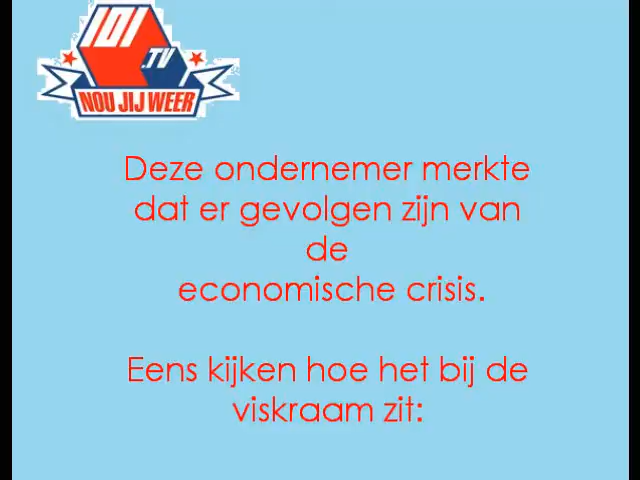 101
.TV
NOU JIJ WEER
Deze ondernemer merkte
dat er gevolgen zijn van
de
economische crisis.
Eens kijken hoe het bij de
viskraam zit: